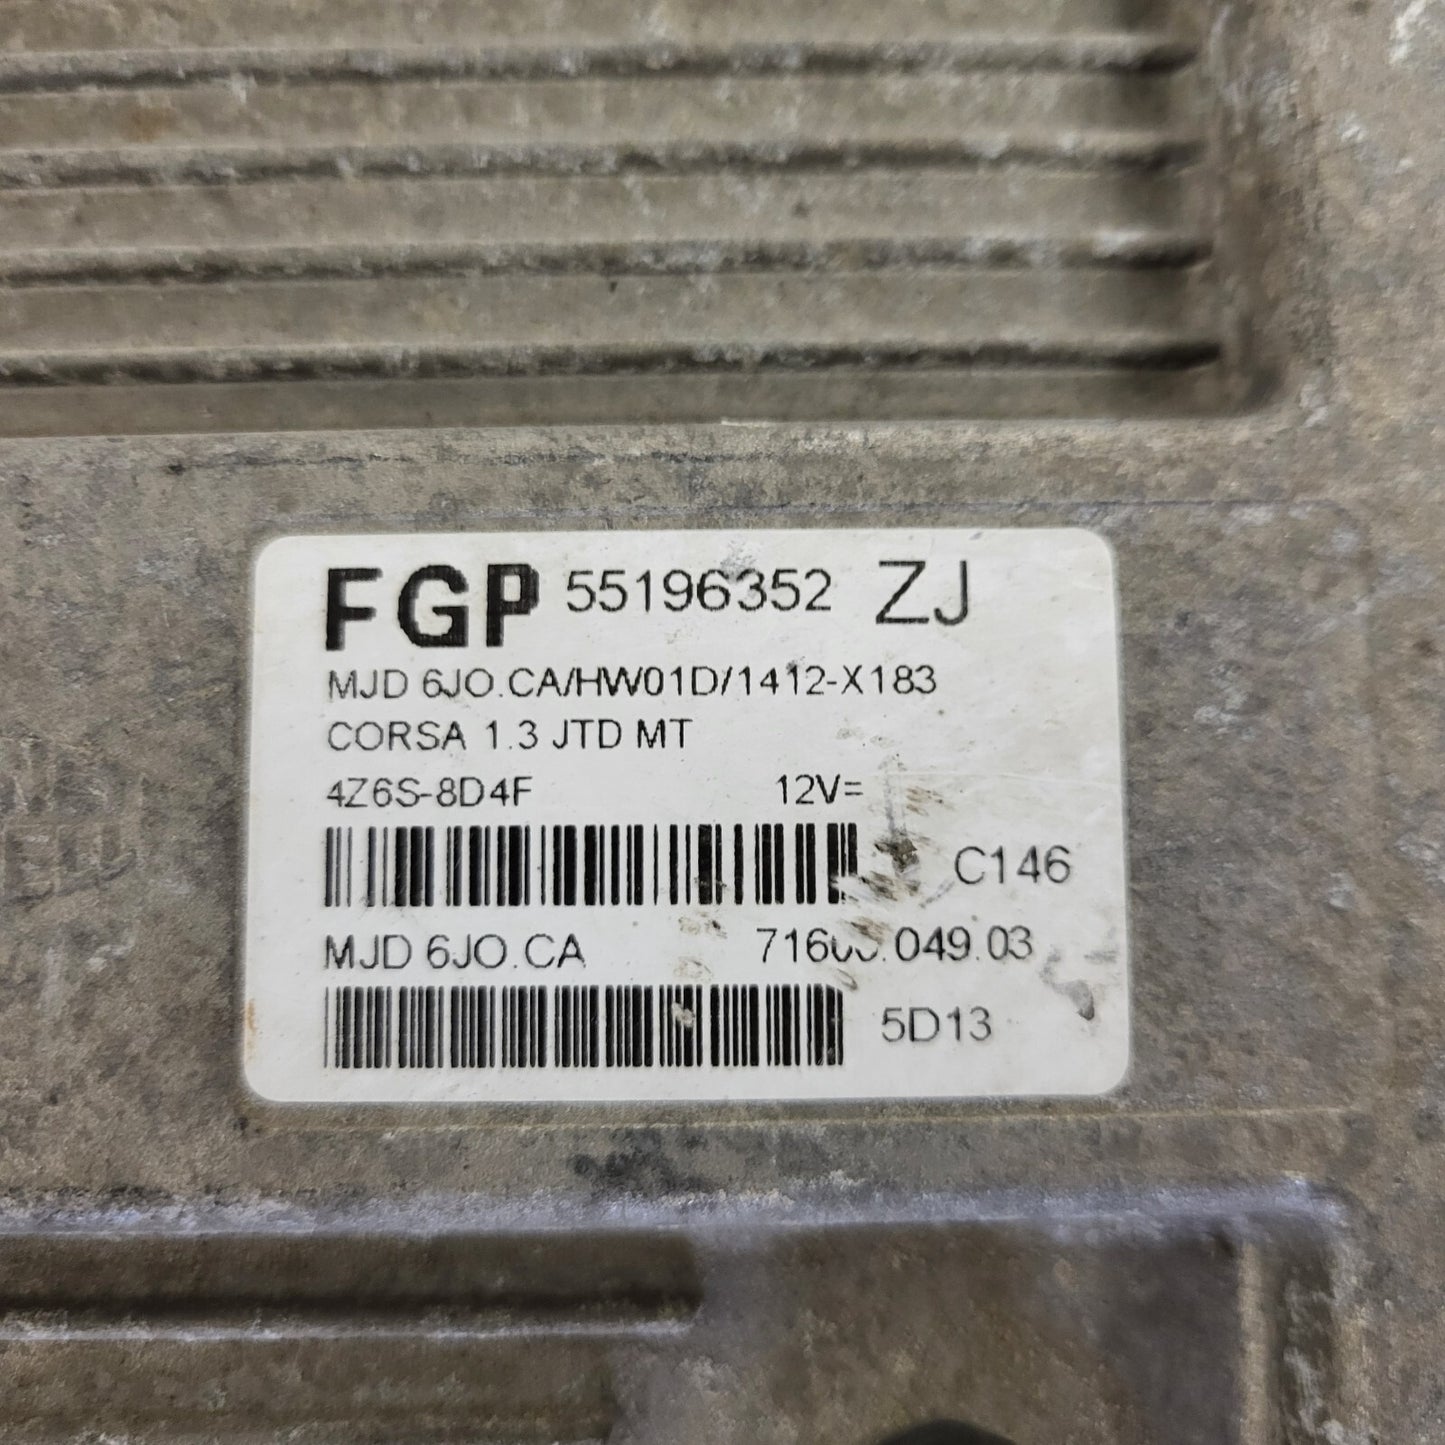 FGP 55196352 ZJ
MJD 6JO.CA/HW01D/1412-X183
CORSA 1.3 JTD MT
4Z6S-8D4F 12V=
C146
MJD 6JO.CA .049.03
5D13